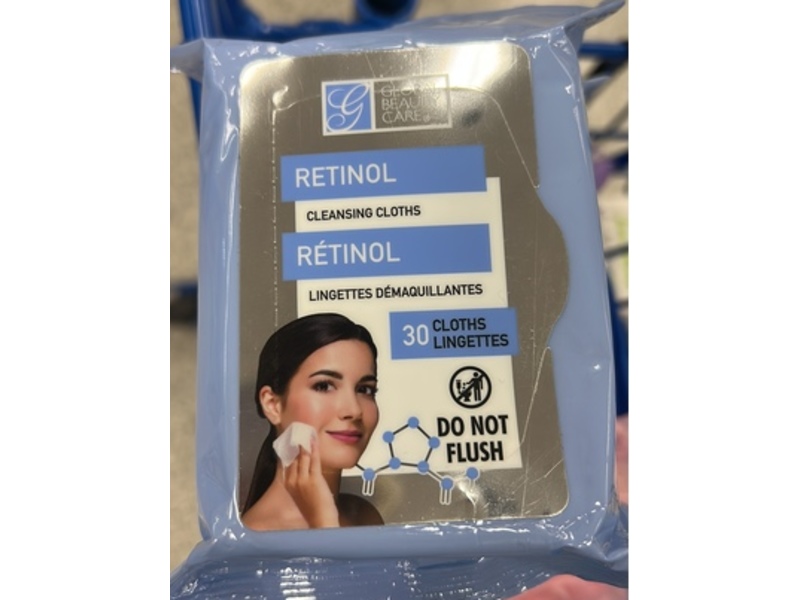 G
GLOBAL
BEAUTY
CARE
RETINOL
CLEANSING CLOTHS
RÉTINOL
LINGETTES DÉMAQUILLANTES
30 CLOTHS
LINGETTES
DO NOT
FLUSH